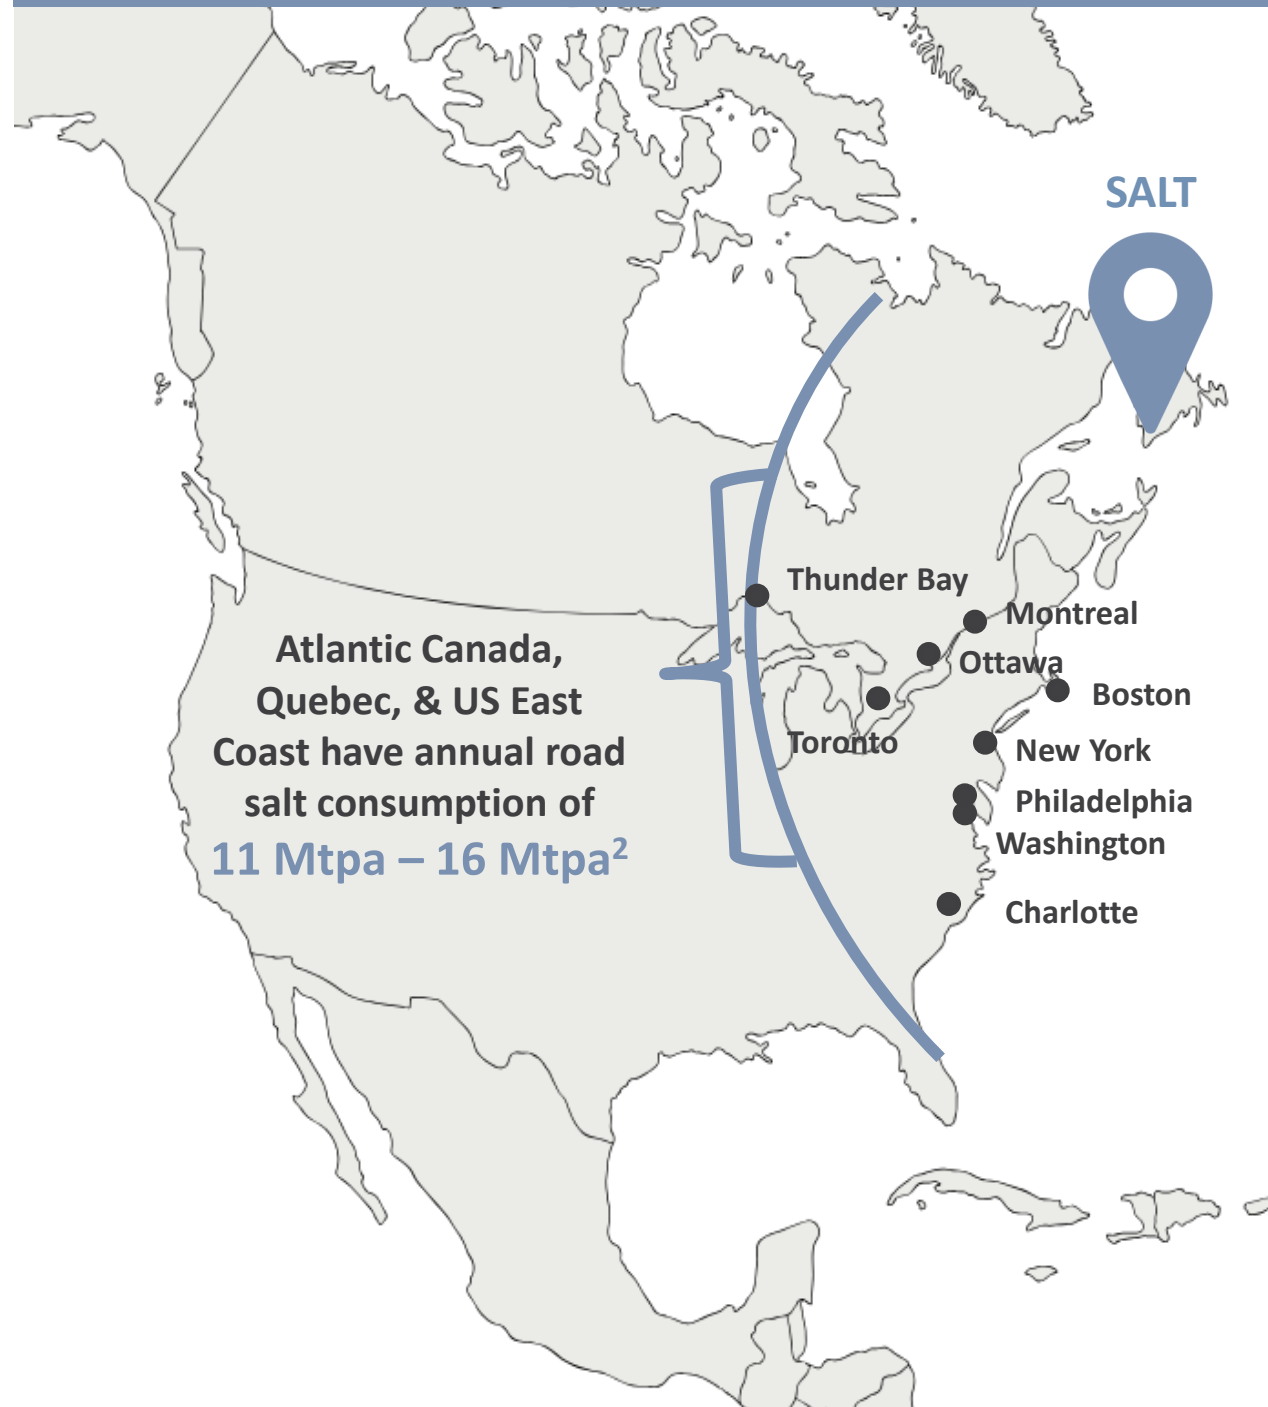 SALT
Thunder Bay
Montreal
Ottawa
Boston
Toronto
New York
Philadelphia
Washington
Charlotte
Atlantic Canada,
Quebec, & US East
Coast have annual road
salt consumption of
11 Mtpa – 16 Mtpa²